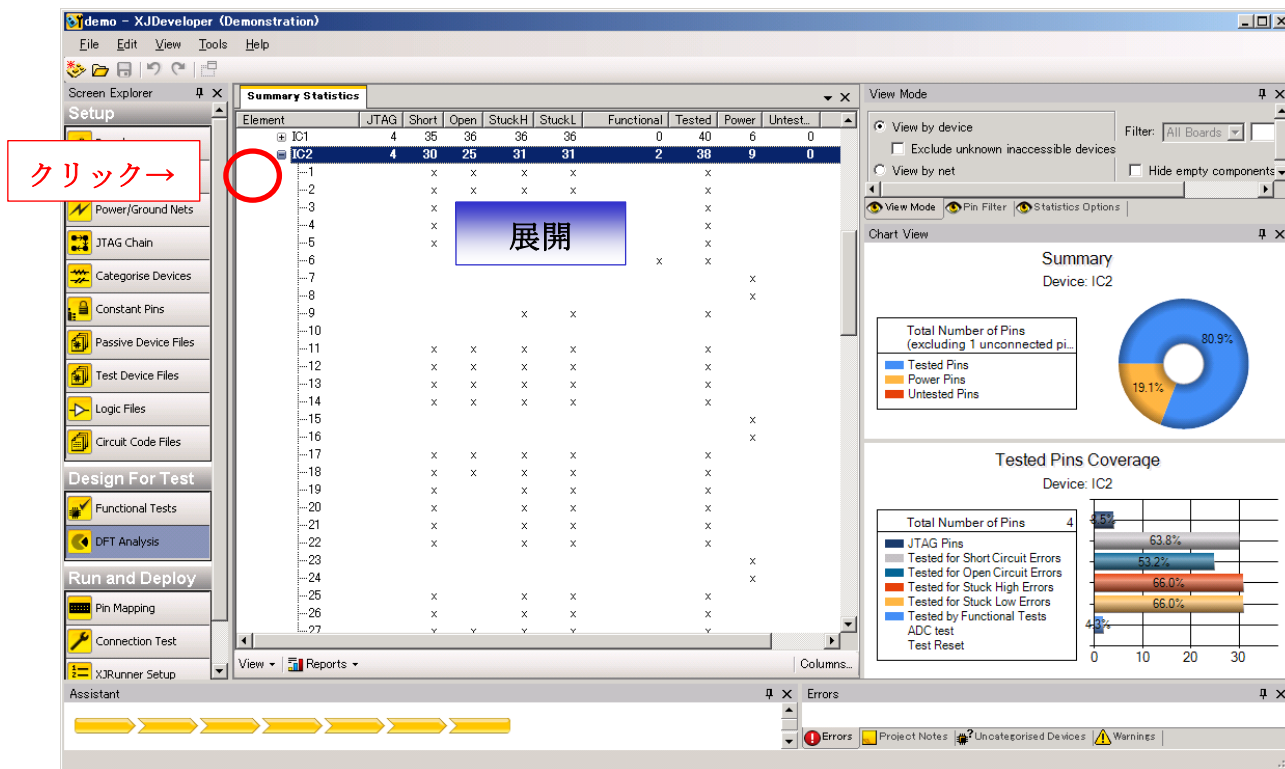 demo - XJDeveloper (Demonstration)
File Edit View Tools Help
Screen Explorer
Setup
クリック→
Power/Ground Nets
JTAG Chain
Categorise Devices
Constant Pins
Passive Device Files
Test Device Files
Logic Files
Circuit Code Files
Design For Test
Functional Tests
DFT Analysis
Run and Deploy
Pin Mapping
Connection Test
XJRunner Setup
Summary Statistics
Element JTAG Short Open StuckH StuckL Functional Tested Power Untest...
IC1 4 35 36 36 36 0 40 6 0
IC2 4 30 25 31 31 2 38 9 0
1 x x x x x
2 x x x x x
3 x x
4 x x
5 x x
展開
6 x x
7 x
8 x
9 x x x
10
11 x x x x x
12 x x x x x
13 x x x x x
14 x x x x x
15 x
16 x
17 x x x x x
18 x x x x x
19 x x x x
20 x x x x
21 x x x x
22 x x x x
23 x
24 x
25 x x x x
26 x x x x
27 x x x x x
View Reports Columns...
View Mode
View by device
Exclude unknown inaccessible devices
View by net
Filter: All Boards
Hide empty components
View Mode Pin Filter Statistics Options
Chart View
Summary
Device: IC2
Total Number of Pins
(excluding 1 unconnected pi...
Tested Pins
Power Pins
Untested Pins
80.9%
19.1%
Tested Pins Coverage
Device: IC2
Total Number of Pins 4
JTAG Pins
Tested for Short Circuit Errors
Tested for Open Circuit Errors
Tested for Stuck High Errors
Tested for Stuck Low Errors
Tested by Functional Tests
ADC test
Test Reset
63.8%
53.2%
66.0%
66.0%
4.3%
0 10 20 30
Assistant
Errors
Errors Project Notes Uncategorised Devices Warnings